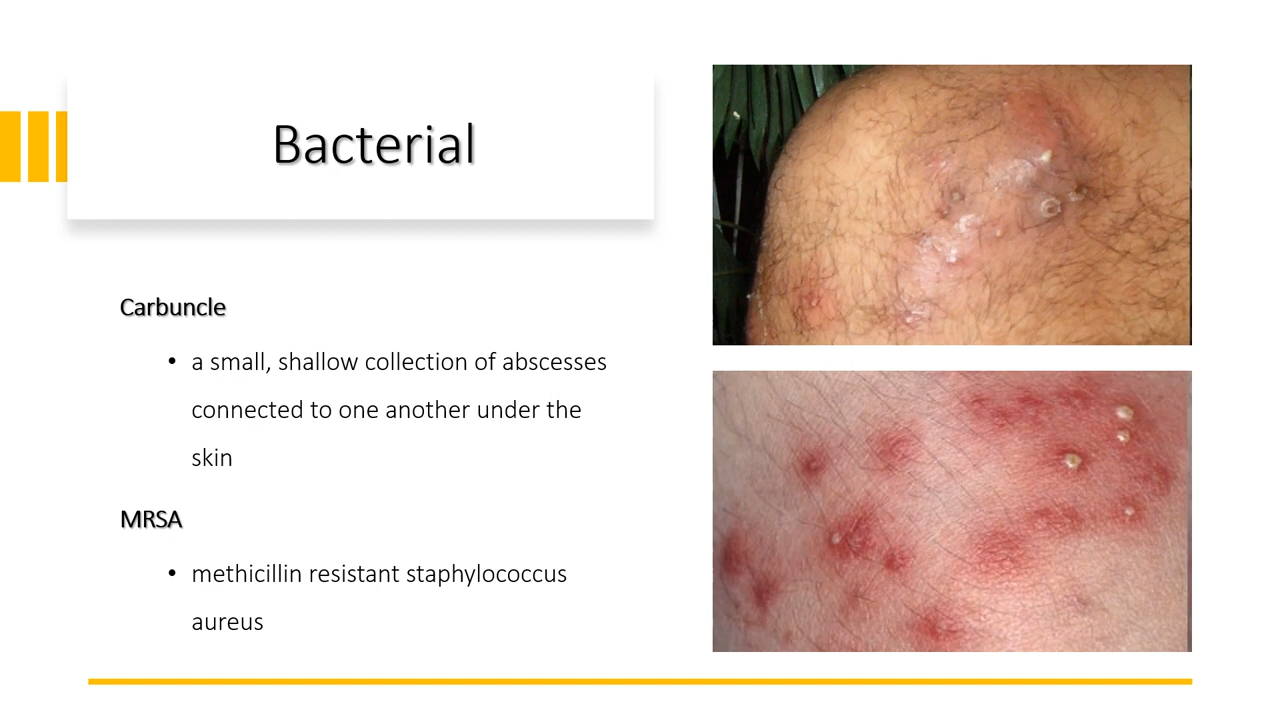 Bacterial
Carbuncle
• a small, shallow collection of abscesses
connected to one another under the
skin
MRSA
• methicillin resistant staphylococcus
aureus